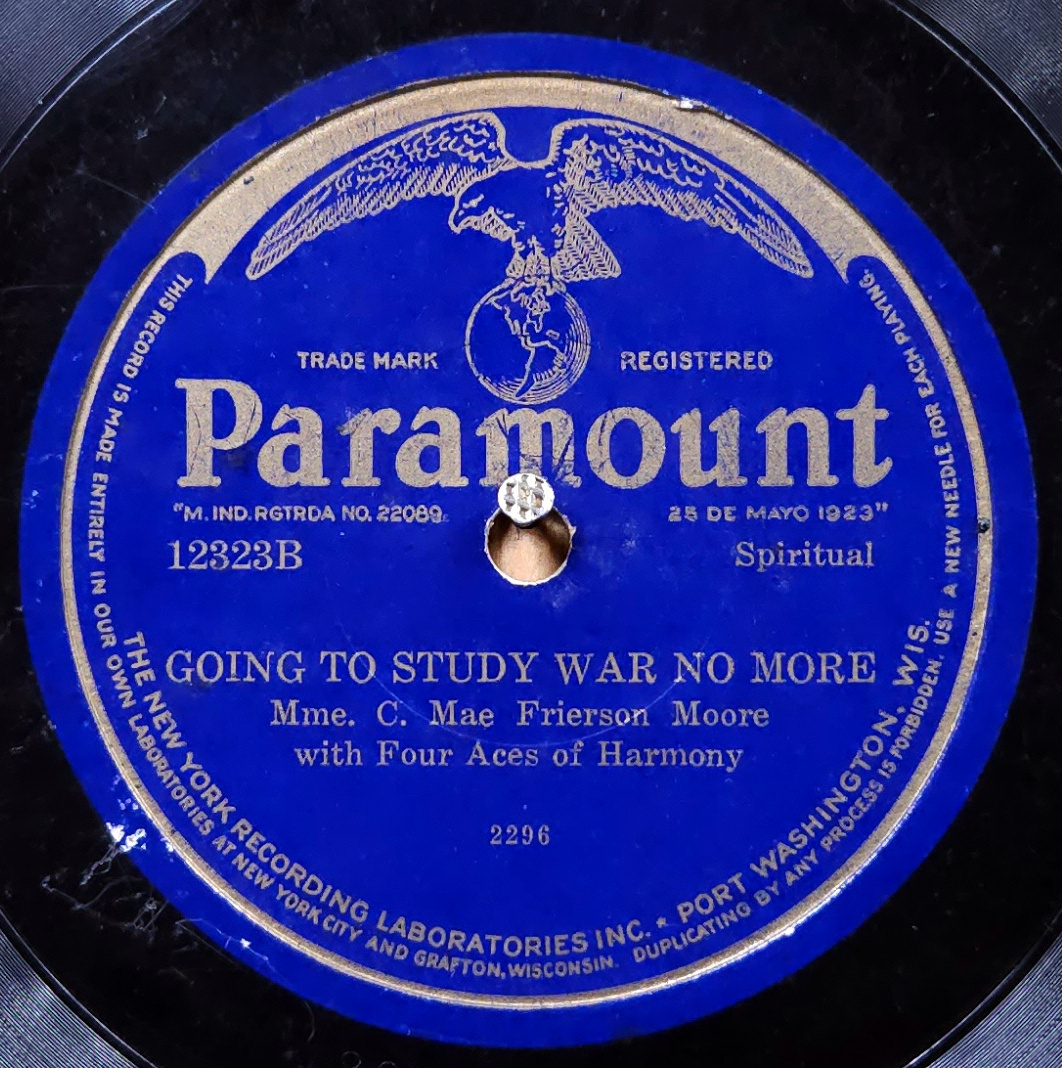 TRADE MARK REGISTERED
Paramount
"M. IND. RGTRDA NO. 22089. 25 DE MAYO 1923"
12323B Spiritual
GOING TO STUDY WAR NO MORE
Mme. C. Mae Frierson Moore
with Four Aces of Harmony
2296
THE NEW YORK RECORDING LABORATORIES INC. * PORT WASHINGTON, WIS.
THIS RECORD IS MADE ENTIRELY IN OUR OWN LABORATORIES AT NEW YORK CITY AND GRAFTON, WISCONSIN. DUPLICATING BY ANY PROCESS IS FORBIDDEN. USE A NEW NEEDLE FOR EACH PLAYING.